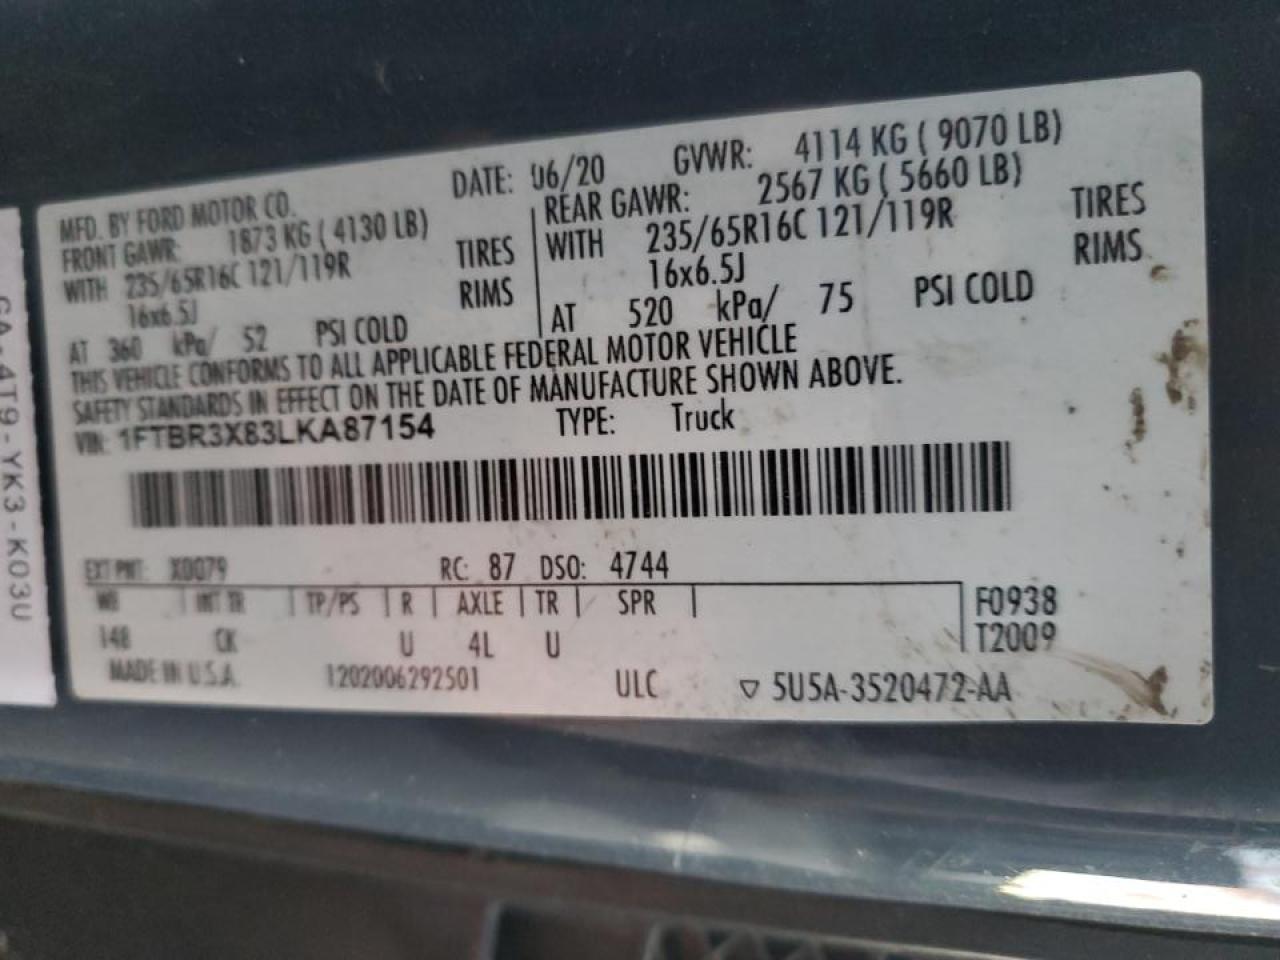 MFD. BY FORD MOTOR CO. DATE: 06/20 GVWR: 4114 KG ( 9070 LB)
FRONT GAWR: 1873 KG ( 4130 LB) REAR GAWR: 2567 KG ( 5660 LB)
WITH 235/65R16C 121/119R TIRES WITH 235/65R16C 121/119R TIRES
16x6.5J RIMS 16x6.5J RIMS
AT 360 kPa/ 52 PSI COLD AT 520 kPa/ 75 PSI COLD
THIS VEHICLE CONFORMS TO ALL APPLICABLE FEDERAL MOTOR VEHICLE
SAFETY STANDARDS IN EFFECT ON THE DATE OF MANUFACTURE SHOWN ABOVE.
VIN: 1FTBR3X83LKA87154 TYPE: Truck
EXT PNT: X0079 RC: 87 DSO: 4744
WB | INT TR | TP/PS | R | AXLE | TR | SPR | F0938
148 CK U 4L U T2009
MADE IN U.S.A. 1202006292501 ULC ▽ 5U5A-3520472-AA
GA-4T9-YK3-K03U